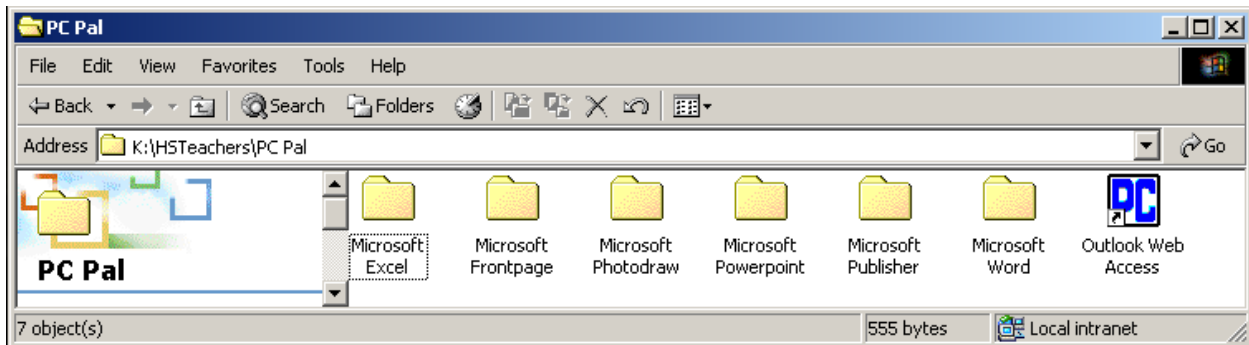 PC Pal
File Edit View Favorites Tools Help
Back Search Folders
Address K:\HSTeachers\PC Pal Go
PC Pal
Microsoft Excel
Microsoft Frontpage
Microsoft Photodraw
Microsoft Powerpoint
Microsoft Publisher
Microsoft Word
PC
Outlook Web Access
7 object(s) 555 bytes Local intranet